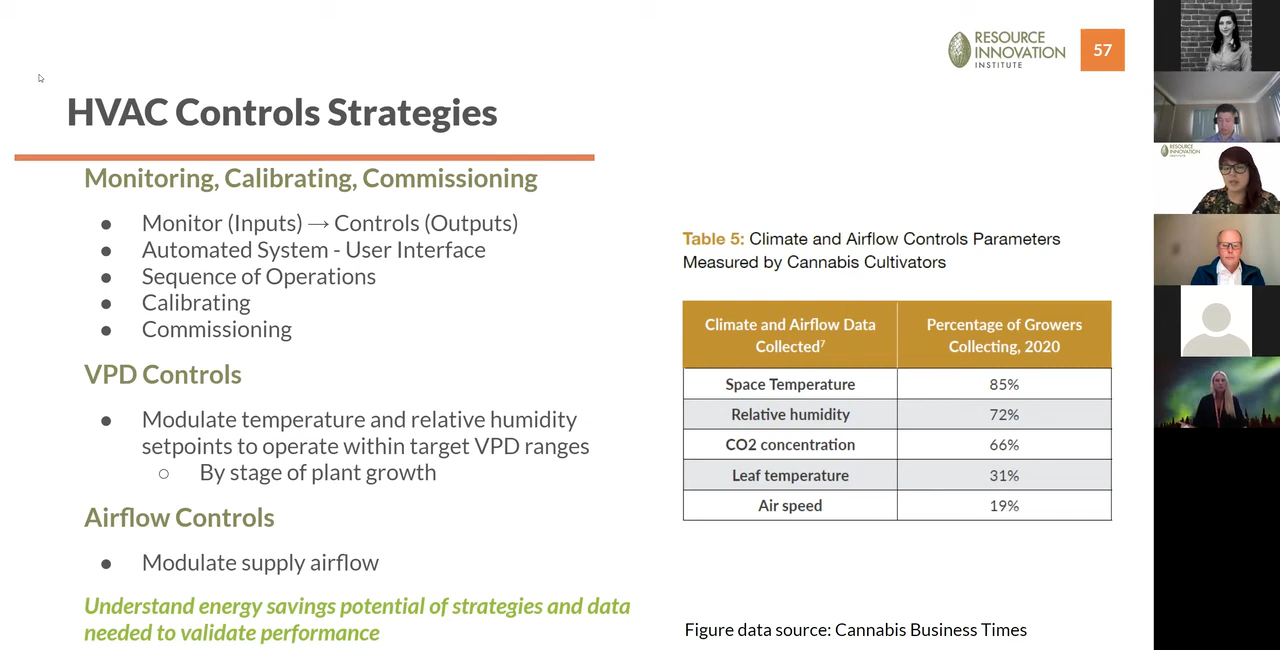 RESOURCE
INNOVATION
INSTITUTE
57
HVAC Controls Strategies
Monitoring, Calibrating, Commissioning
● Monitor (Inputs) → Controls (Outputs)
● Automated System - User Interface
● Sequence of Operations
● Calibrating
● Commissioning
VPD Controls
● Modulate temperature and relative humidity
setpoints to operate within target VPD ranges
○ By stage of plant growth
Airflow Controls
● Modulate supply airflow
Understand energy savings potential of strategies and data
needed to validate performance
Table 5: Climate and Airflow Controls Parameters
Measured by Cannabis Cultivators
Climate and Airflow Data
Collected⁷
Percentage of Growers
Collecting, 2020
Space Temperature 85%
Relative humidity 72%
CO2 concentration 66%
Leaf temperature 31%
Air speed 19%
Figure data source: Cannabis Business Times
RESOURCE
INNOVATION
INSTITUTE